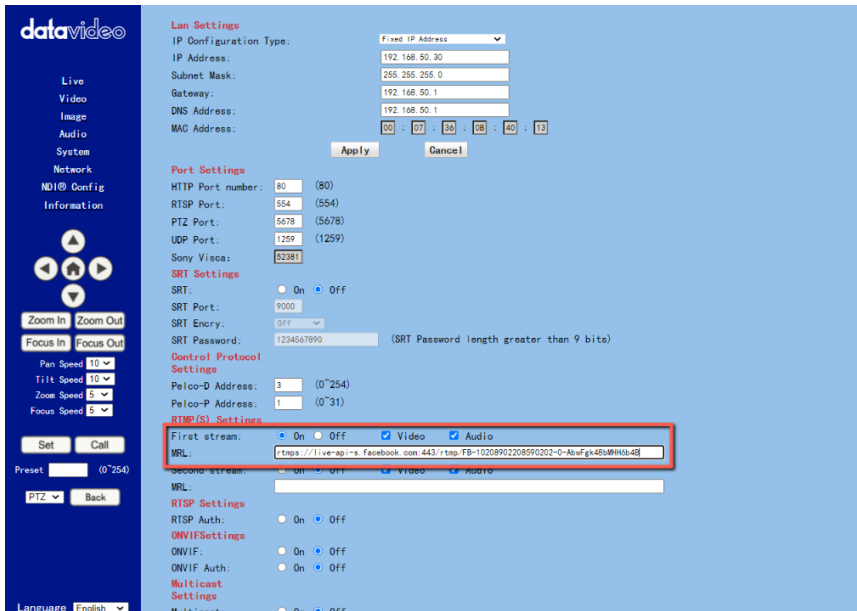 datavideo
Live
Video
Image
Audio
System
Network
NDI® Config
Information
Zoom In Zoom Out
Focus In Focus Out
Pan Speed 10
Tilt Speed 10
Zoom Speed 5
Focus Speed 5
Set Call
Preset (0~254)
PTZ Back
Language English
Lan Settings
IP Configuration Type: Fixed IP Address
IP Address: 192.168.50.30
Subnet Mask: 255.255.255.0
Gateway: 192.168.50.1
DNS Address: 192.168.50.1
MAC Address: 00 : 07 : 36 : 0B : 40 : 13
Apply Cancel
Port Settings
HTTP Port number: 80 (80)
RTSP Port: 554 (554)
PTZ Port: 5678 (5678)
UDP Port: 1259 (1259)
Sony Visca: 52381
SRT Settings
SRT: On Off
SRT Port: 9000
SRT Encry: Off
SRT Password: 1234567890 (SRT Password length greater than 9 bits)
Control Protocol
Settings
Pelco-D Address: 3 (0~254)
Pelco-P Address: 1 (0~31)
RTMP(S) Settings
First stream: On Off Video Audio
MRL: rtmps://live-api-s.facebook.com:443/rtmp/FB-10208902208590202-0-AbwFgk48bMHH6b4B
Second stream: On Off Video Audio
MRL:
RTSP Settings
RTSP Auth: On Off
ONVIFSettings
ONVIF: On Off
ONVIF Auth: On Off
Multicast
Settings
Multicast On Off